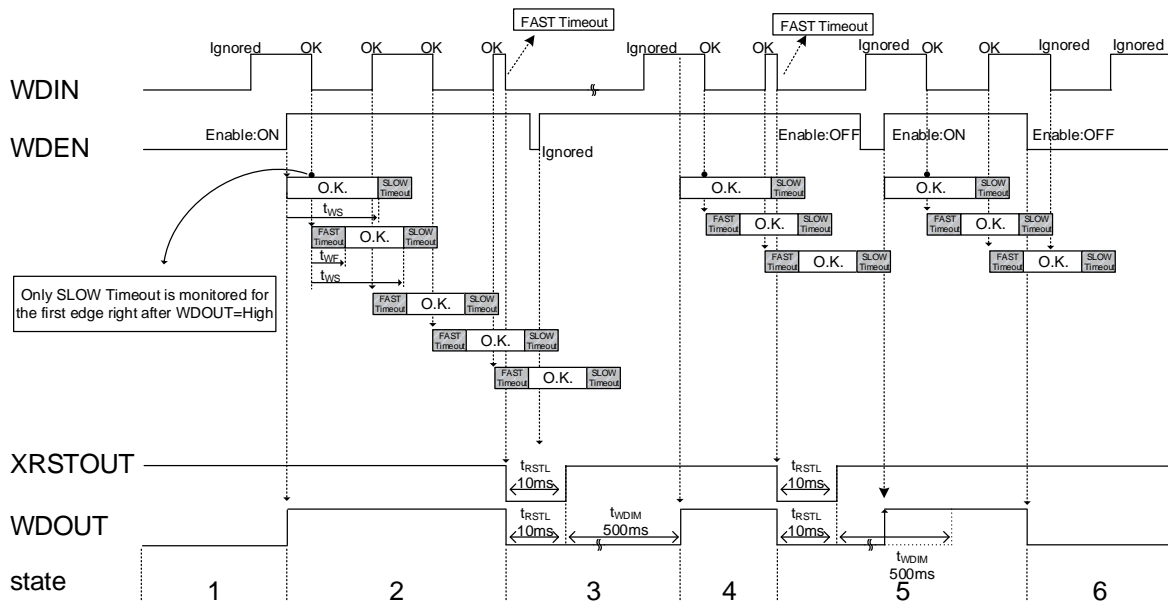 FAST Timeout
FAST Timeout
Ignored OK OK OK OK Ignored OK OK Ignored OK OK Ignored Ignored
WDIN
Enable:ON Enable:OFF Enable:ON Enable:OFF
WDEN
Ignored
O.K. SLOW Timeout O.K. SLOW Timeout O.K. SLOW Timeout
tWS
FAST Timeout O.K. SLOW Timeout FAST Timeout O.K. SLOW Timeout FAST Timeout O.K. SLOW Timeout
tWF
FAST Timeout O.K. SLOW Timeout FAST Timeout O.K. SLOW Timeout
tWS
Only SLOW Timeout is monitored for
the first edge right after WDOUT=High
FAST Timeout O.K. SLOW Timeout
FAST Timeout O.K. SLOW Timeout
FAST Timeout O.K. SLOW Timeout
XRSTOUT
tRSTL tRSTL
10ms 10ms
WDOUT
tRSTL tWDIM tRSTL
10ms 500ms 10ms
tWDIM
500ms
state 1 2 3 4 5 6